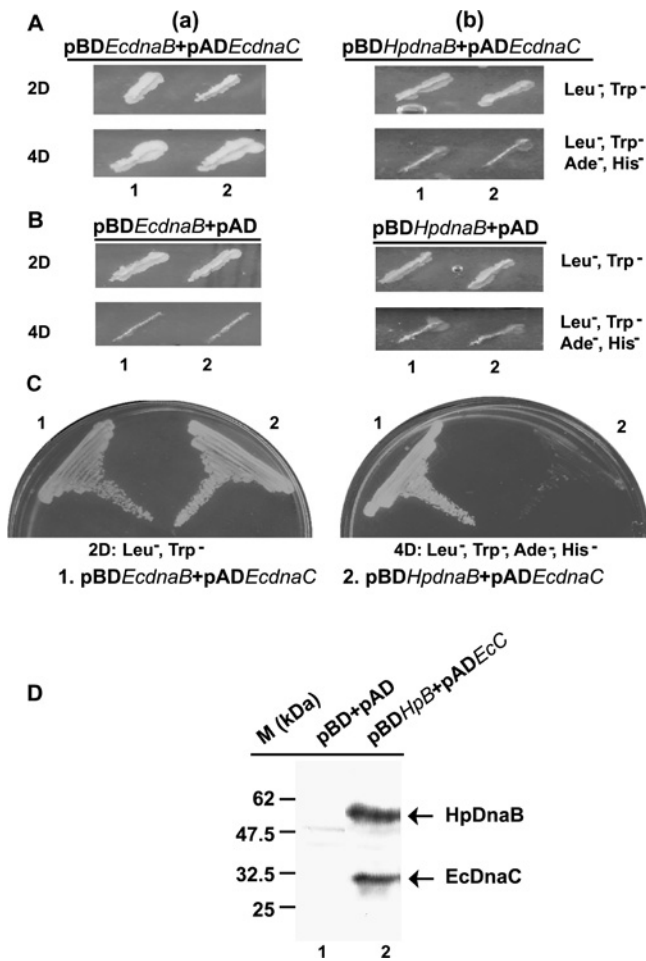 A
(a)
(b)
pBDEcdnaB+pADEcdnaC
pBDHpdnaB+pADEcdnaC
2D
Leu⁻, Trp⁻
4D
Leu⁻, Trp⁻
Ade⁻, His⁻
1 2
1 2
B
pBDEcdnaB+pAD
pBDHpdnaB+pAD
2D
Leu⁻, Trp⁻
4D
Leu⁻, Trp⁻
Ade⁻, His⁻
1 2
1 2
C
1 2
1 2
2D: Leu⁻, Trp⁻
4D: Leu⁻, Trp⁻, Ade⁻, His⁻
1. pBDEcdnaB+pADEcdnaC
2. pBDHpdnaB+pADEcdnaC
D
M (kDa)
pBD+pAD
pBDHpB+pADEcC
62
HpDnaB
47.5
32.5
EcDnaC
25
1 2